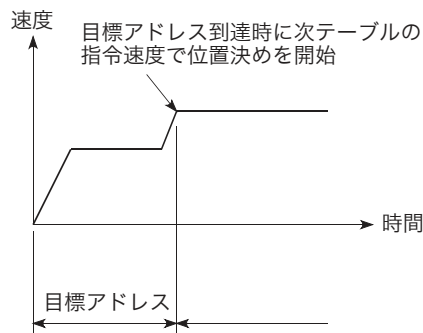 速度
目標アドレス到達時に次テーブルの
指令速度で位置決めを開始
時間
目標アドレス